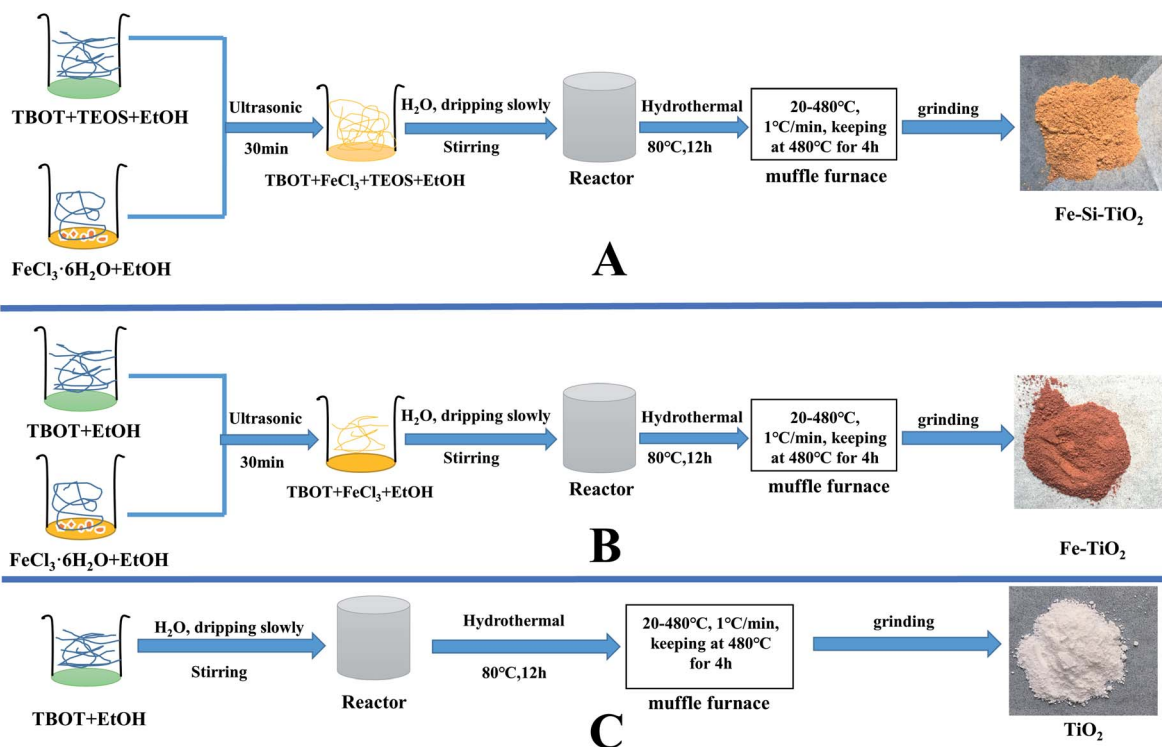 TBOT+TEOS+EtOH
FeCl₃·6H₂O+EtOH
Ultrasonic
30min
TBOT+FeCl₃+TEOS+EtOH
H₂O, dripping slowly
Stirring
Reactor
Hydrothermal
80℃,12h
20-480℃,
1℃/min, keeping
at 480℃ for 4h
muffle furnace
grinding
Fe-Si-TiO₂
A
TBOT+EtOH
FeCl₃·6H₂O+EtOH
Ultrasonic
30min
TBOT+FeCl₃+EtOH
H₂O, dripping slowly
Stirring
Reactor
Hydrothermal
80℃,12h
20-480℃,
1℃/min, keeping
at 480℃ for 4h
muffle furnace
grinding
Fe-TiO₂
B
TBOT+EtOH
H₂O, dripping slowly
Stirring
Reactor
Hydrothermal
80℃,12h
20-480℃, 1℃/min,
keeping at 480℃
for 4h
muffle furnace
grinding
TiO₂
C